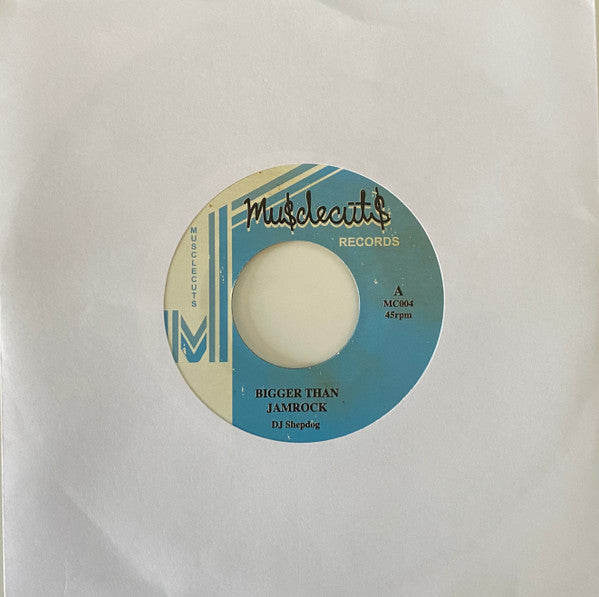 Mu$clecut$
RECORDS
MUSCLECUTS
M
A
MC004
45rpm
BIGGER THAN
JAMROCK
DJ Shepdog